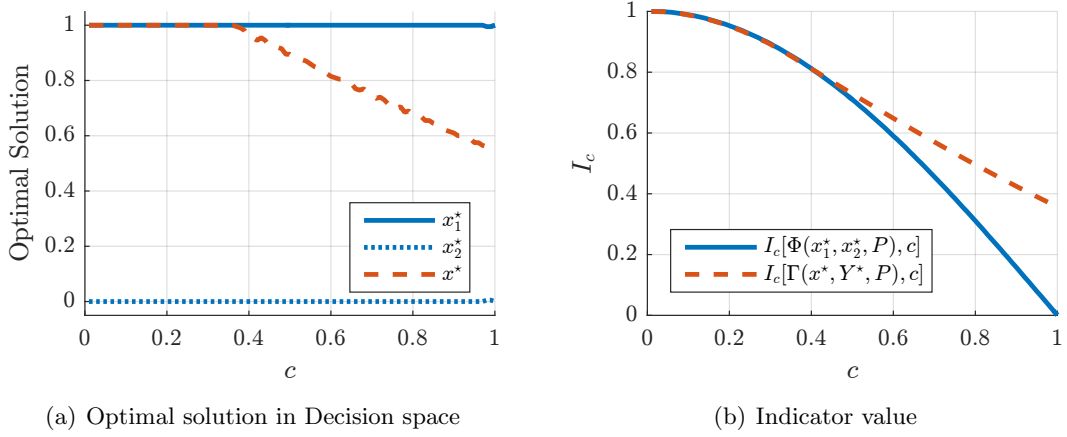 Optimal Solution
1
0.8
0.6
0.4
0.2
0
x₁⋆
x₂⋆
x⋆
0 0.2 0.4 0.6 0.8 1
c
(a) Optimal solution in Decision space
I_c
1
0.8
0.6
0.4
0.2
0
I_c[Φ(x₁⋆, x₂⋆, P), c]
I_c[Γ(x⋆, Y⋆, P), c]
0 0.2 0.4 0.6 0.8 1
c
(b) Indicator value